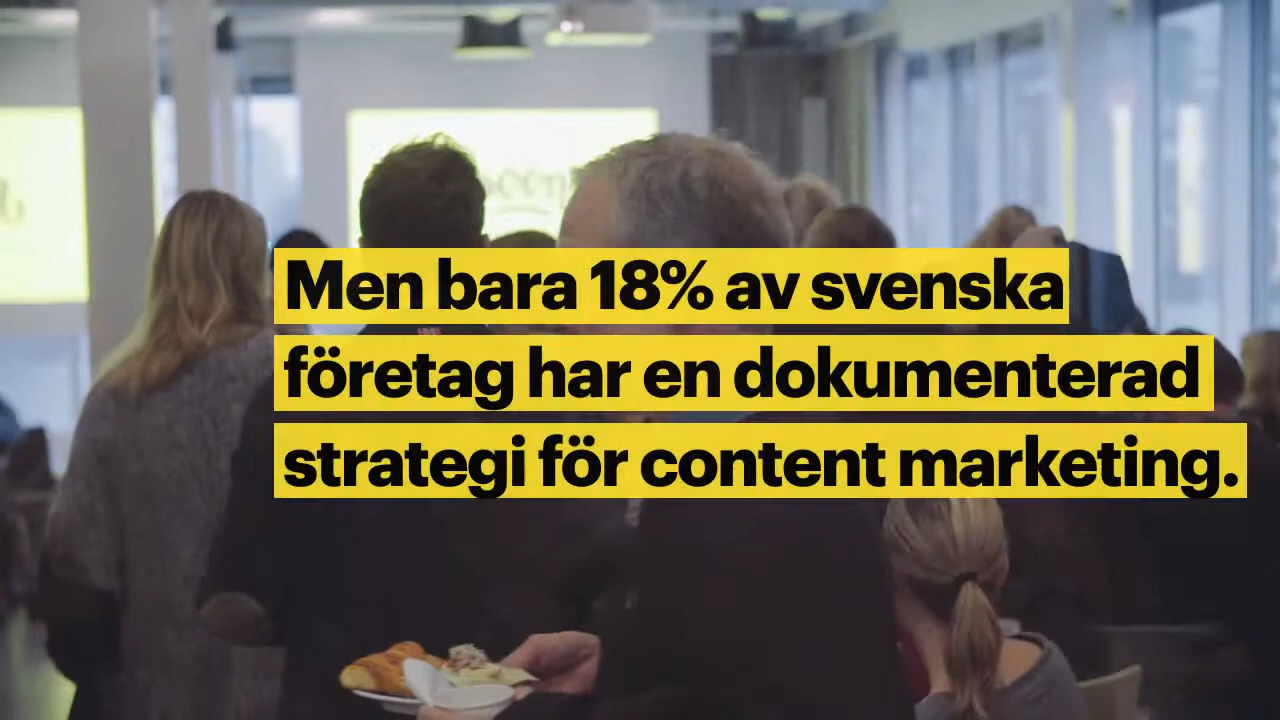 Men bara 18% av svenska
företag har en dokumenterad
strategi för content marketing.